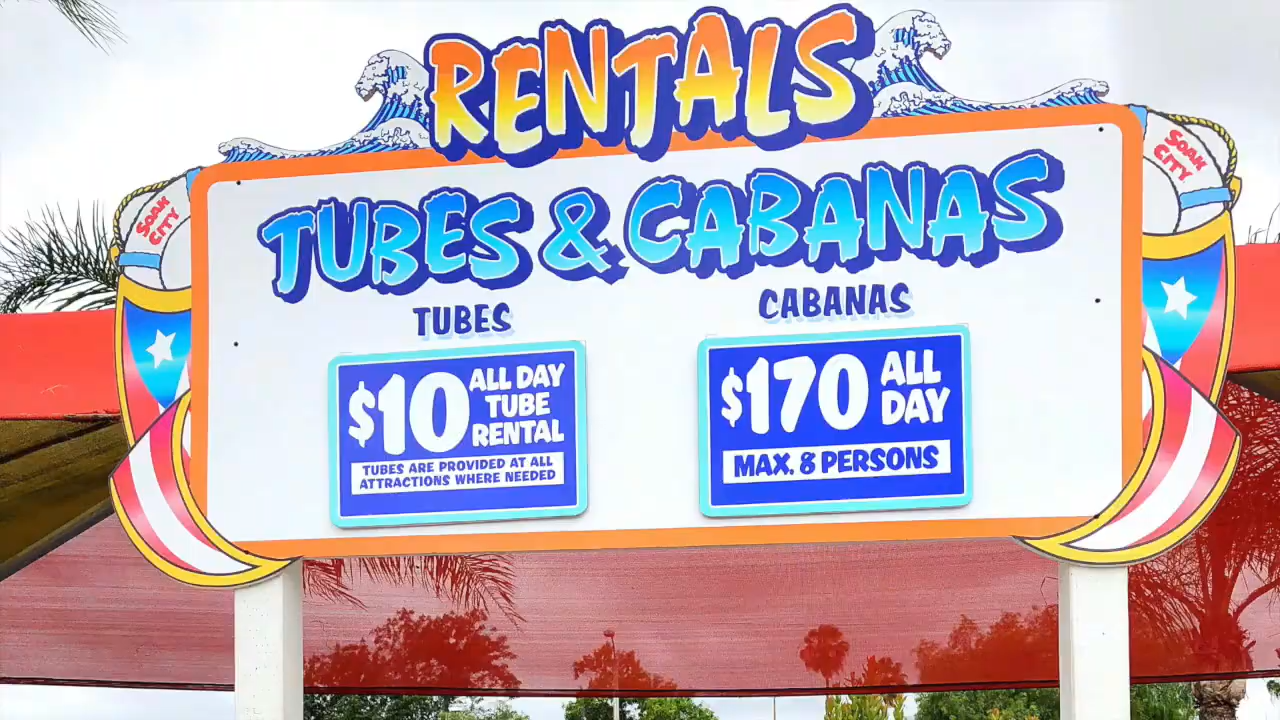 RENTALS
TUBES & CABANAS
SOAK
CITY
SOAK
CITY
TUBES
$10 ALL DAY
TUBE
RENTAL
TUBES ARE PROVIDED AT ALL
ATTRACTIONS WHERE NEEDED
CABANAS
$170 ALL
DAY
MAX. 8 PERSONS